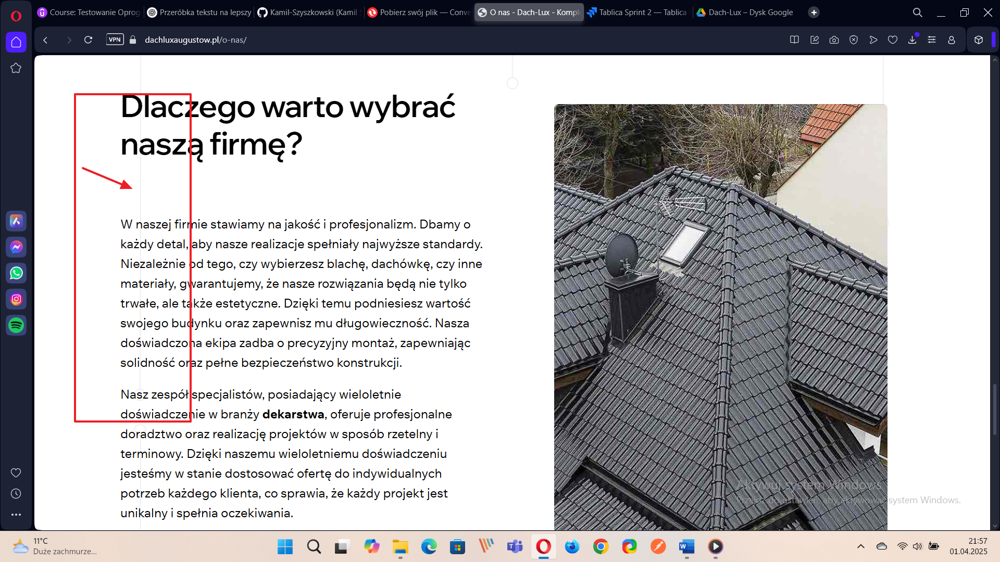 Course: Testowanie Oprog
Przeróbka tekstu na lepszy
Kamil-Szyszkowski (Kamil
Pobierz swój plik — Conve
O nas - Dach-Lux - Komple
Tablica Sprint 2 — Tablica
Dach-Lux – Dysk Google
VPN
dachluxaugustow.pl/o-nas/
Dlaczego warto wybrać
naszą firmę?
W naszej firmie stawiamy na jakość i profesjonalizm. Dbamy o
każdy detal, aby nasze realizacje spełniały najwyższe standardy.
Niezależnie od tego, czy wybierzesz blachę, dachówkę, czy inne
materiały, gwarantujemy, że nasze rozwiązania będą nie tylko
trwałe, ale także estetyczne. Dzięki temu podniesiesz wartość
swojego budynku oraz zapewnisz mu długowieczność. Nasza
doświadczona ekipa zadba o precyzyjny montaż, zapewniając
solidność oraz pełne bezpieczeństwo konstrukcji.
Nasz zespół specjalistów, posiadający wieloletnie
doświadczenie w branży dekarstwa, oferuje profesjonalne
doradztwo oraz realizację projektów w sposób rzetelny i
terminowy. Dzięki naszemu wieloletniemu doświadczeniu
jesteśmy w stanie dostosować ofertę do indywidualnych
potrzeb każdego klienta, co sprawia, że każdy projekt jest
unikalny i spełnia oczekiwania.
Aktywuj system Windows
Przejdź do ustawień, aby aktywować system Windows.
11°C
Duże zachmurze...
21:57
01.04.2025